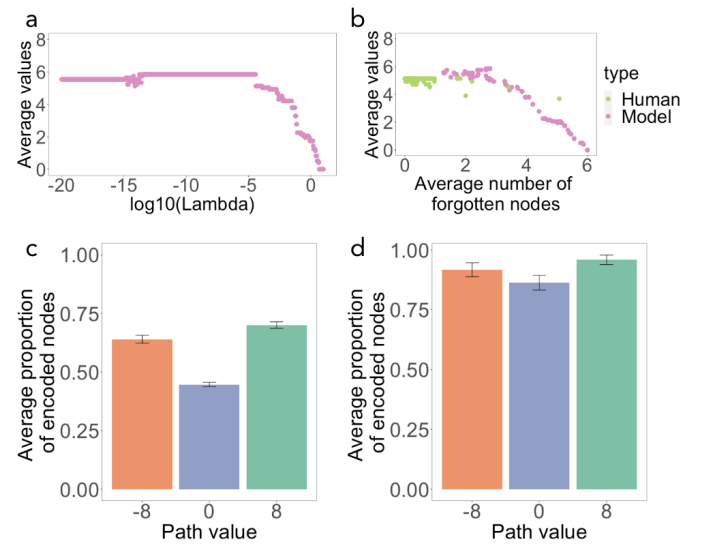 a
8
6
4
2
0
Average values
-20 -15 -10 -5 0
log10(Lambda)
b
8
6
4
2
0
Average values
0 2 4 6
Average number of
forgotten nodes
type
Human
Model
c
1.00
0.75
0.50
0.25
0.00
Average proportion
of encoded nodes
-8 0 8
Path value
d
1.00
0.75
0.50
0.25
0.00
Average proportion
of encoded nodes
-8 0 8
Path value